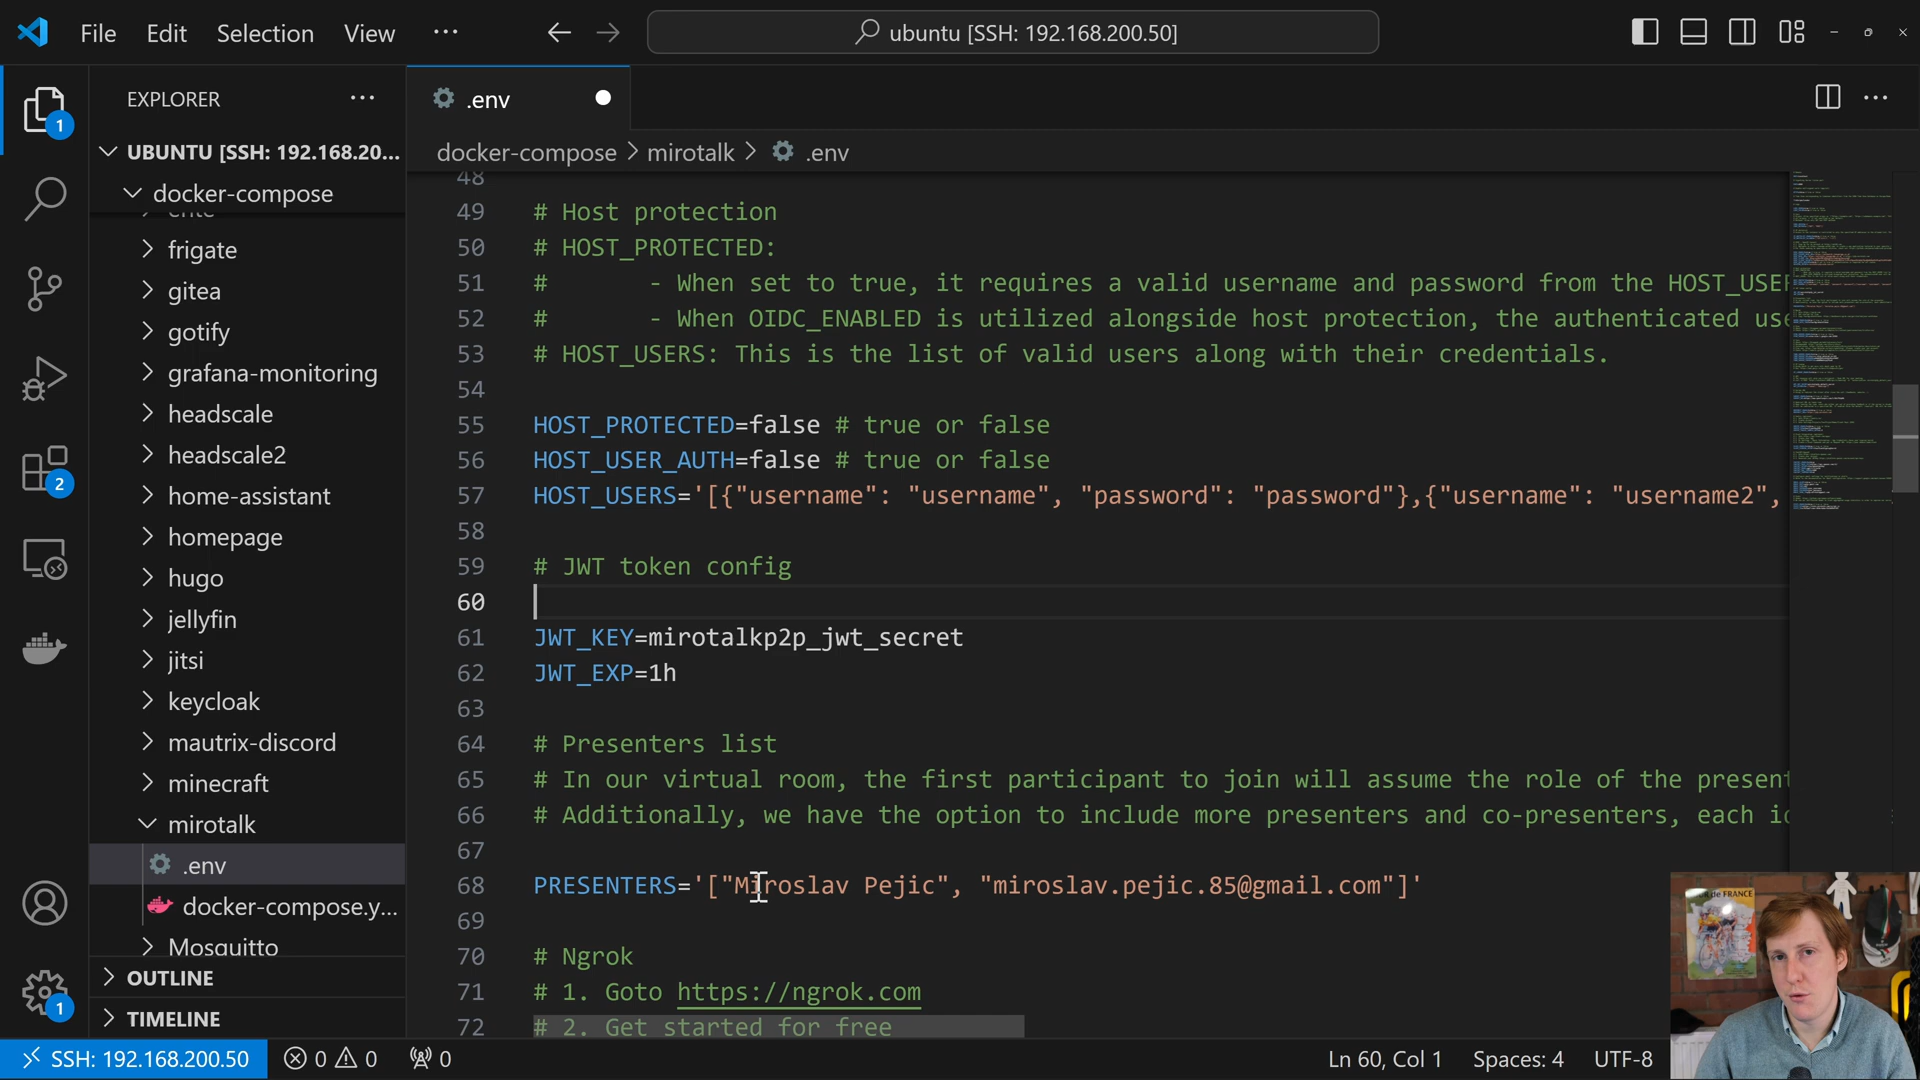 File Edit Selection View ···
ubuntu [SSH: 192.168.200.50]
EXPLORER ···
UBUNTU [SSH: 192.168.20...
docker-compose
frigate
gitea
gotify
grafana-monitoring
headscale
headscale2
home-assistant
homepage
hugo
jellyfin
jitsi
keycloak
mautrix-discord
minecraft
mirotalk
.env
docker-compose.y...
Mosquitto
OUTLINE
TIMELINE
1
2
1
.env
docker-compose > mirotalk > .env
48
49 # Host protection
50 # HOST_PROTECTED:
51 # - When set to true, it requires a valid username and password from the HOST_USER
52 # - When OIDC_ENABLED is utilized alongside host protection, the authenticated use
53 # HOST_USERS: This is the list of valid users along with their credentials.
54
55 HOST_PROTECTED=false # true or false
56 HOST_USER_AUTH=false # true or false
57 HOST_USERS='[{"username": "username", "password": "password"},{"username": "username2",
58
59 # JWT token config
60
61 JWT_KEY=mirotalkp2p_jwt_secret
62 JWT_EXP=1h
63
64 # Presenters list
65 # In our virtual room, the first participant to join will assume the role of the present
66 # Additionally, we have the option to include more presenters and co-presenters, each i
67
68 PRESENTERS='["Miroslav Pejic", "miroslav.pejic.85@gmail.com"]'
69
70 # Ngrok
71 # 1. Goto https://ngrok.com
72 # 2. Get started for free
SSH: 192.168.200.50 0 0 0 Ln 60, Col 1 Spaces: 4 UTF-8
DE FRANCE